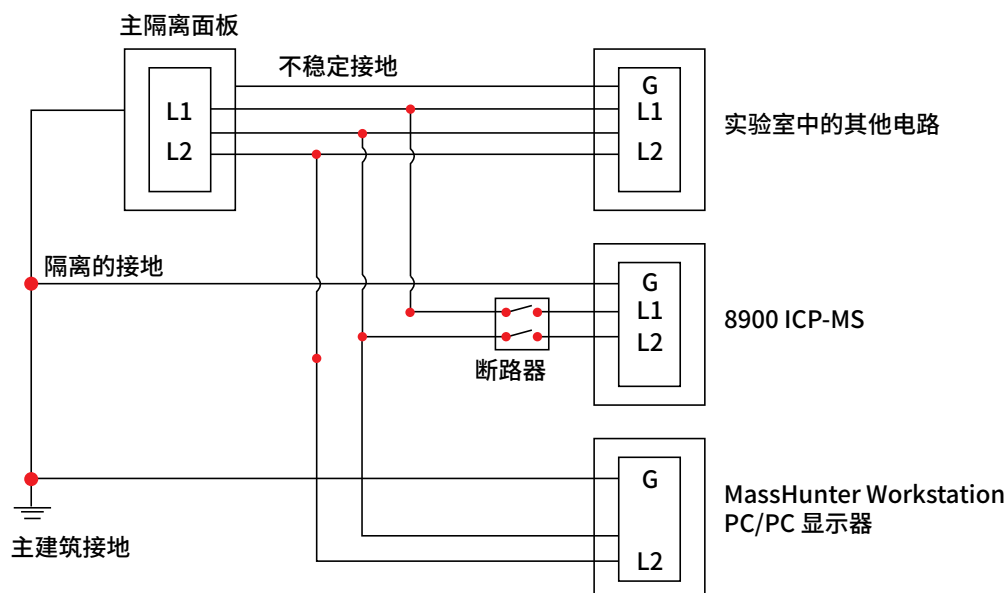 主隔离面板
不稳定接地
L1
L2
G
L1
L2
实验室中的其他电路
隔离的接地
G
L1
L2
8900 ICP-MS
断路器
G
L2
MassHunter Workstation
PC/PC 显示器
主建筑接地